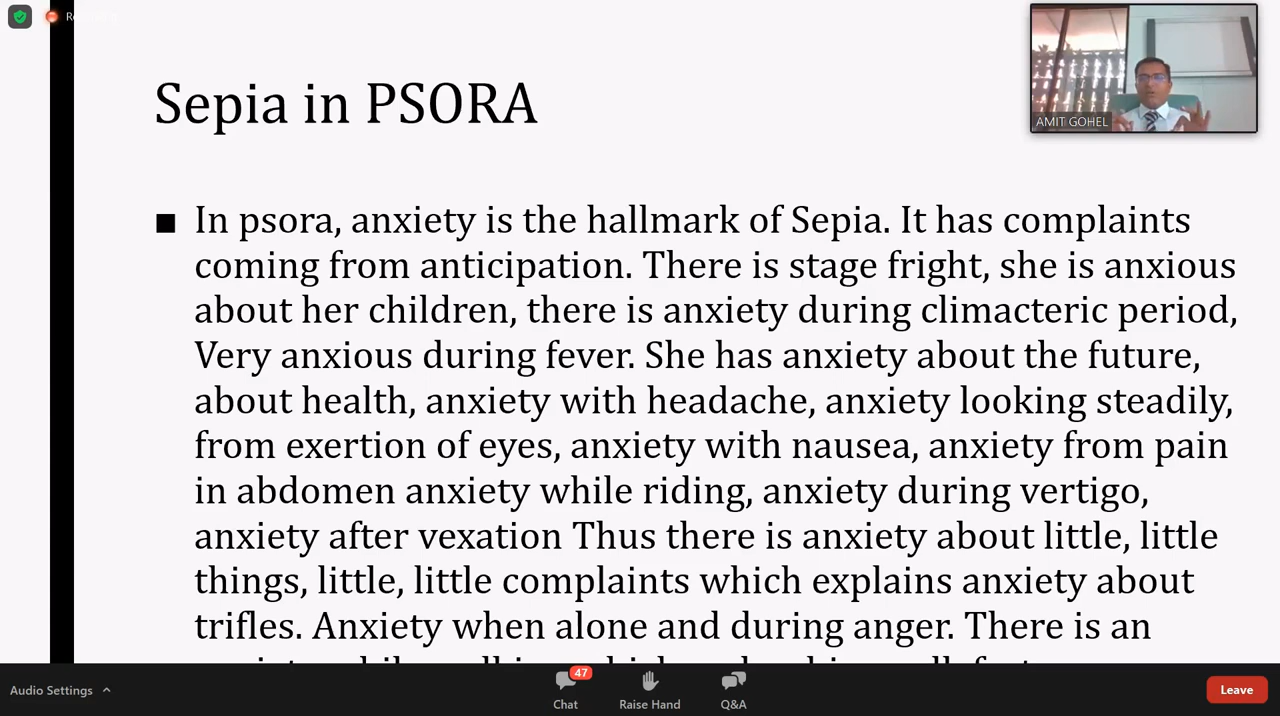 Sepia in PSORA
AMIT GOHEL
■ In psora, anxiety is the hallmark of Sepia. It has complaints
coming from anticipation. There is stage fright, she is anxious
about her children, there is anxiety during climacteric period,
Very anxious during fever. She has anxiety about the future,
about health, anxiety with headache, anxiety looking steadily,
from exertion of eyes, anxiety with nausea, anxiety from pain
in abdomen anxiety while riding, anxiety during vertigo,
anxiety after vexation Thus there is anxiety about little, little
things, little, little complaints which explains anxiety about
trifles. Anxiety when alone and during anger. There is an
Audio Settings
47
Chat
Raise Hand
Q&A
Leave